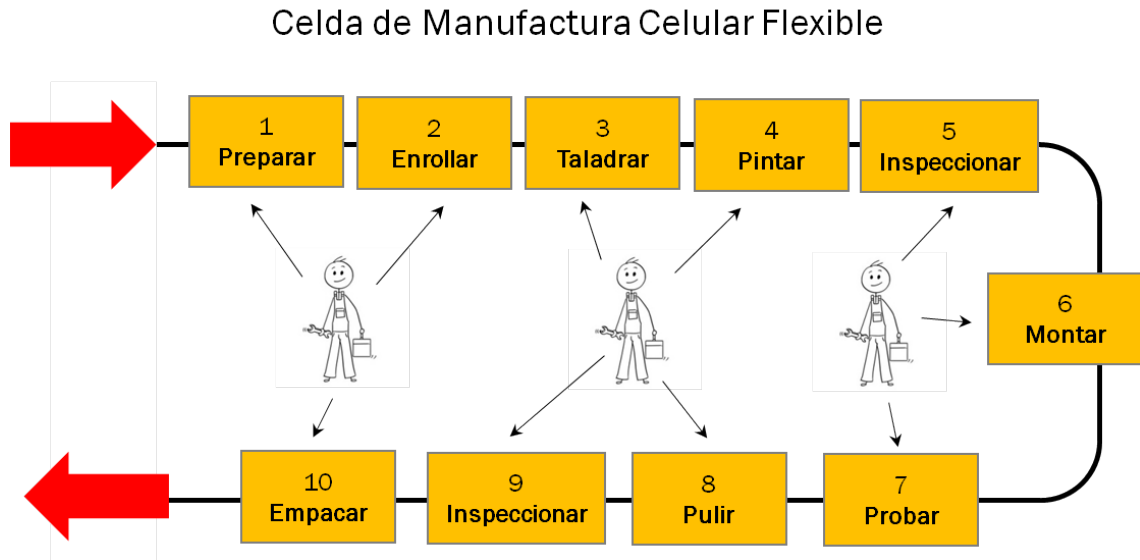 Celda de Manufactura Celular Flexible
1
Preparar
2
Enrollar
3
Taladrar
4
Pintar
5
Inspeccionar
6
Montar
7
Probar
8
Pulir
9
Inspeccionar
10
Empacar